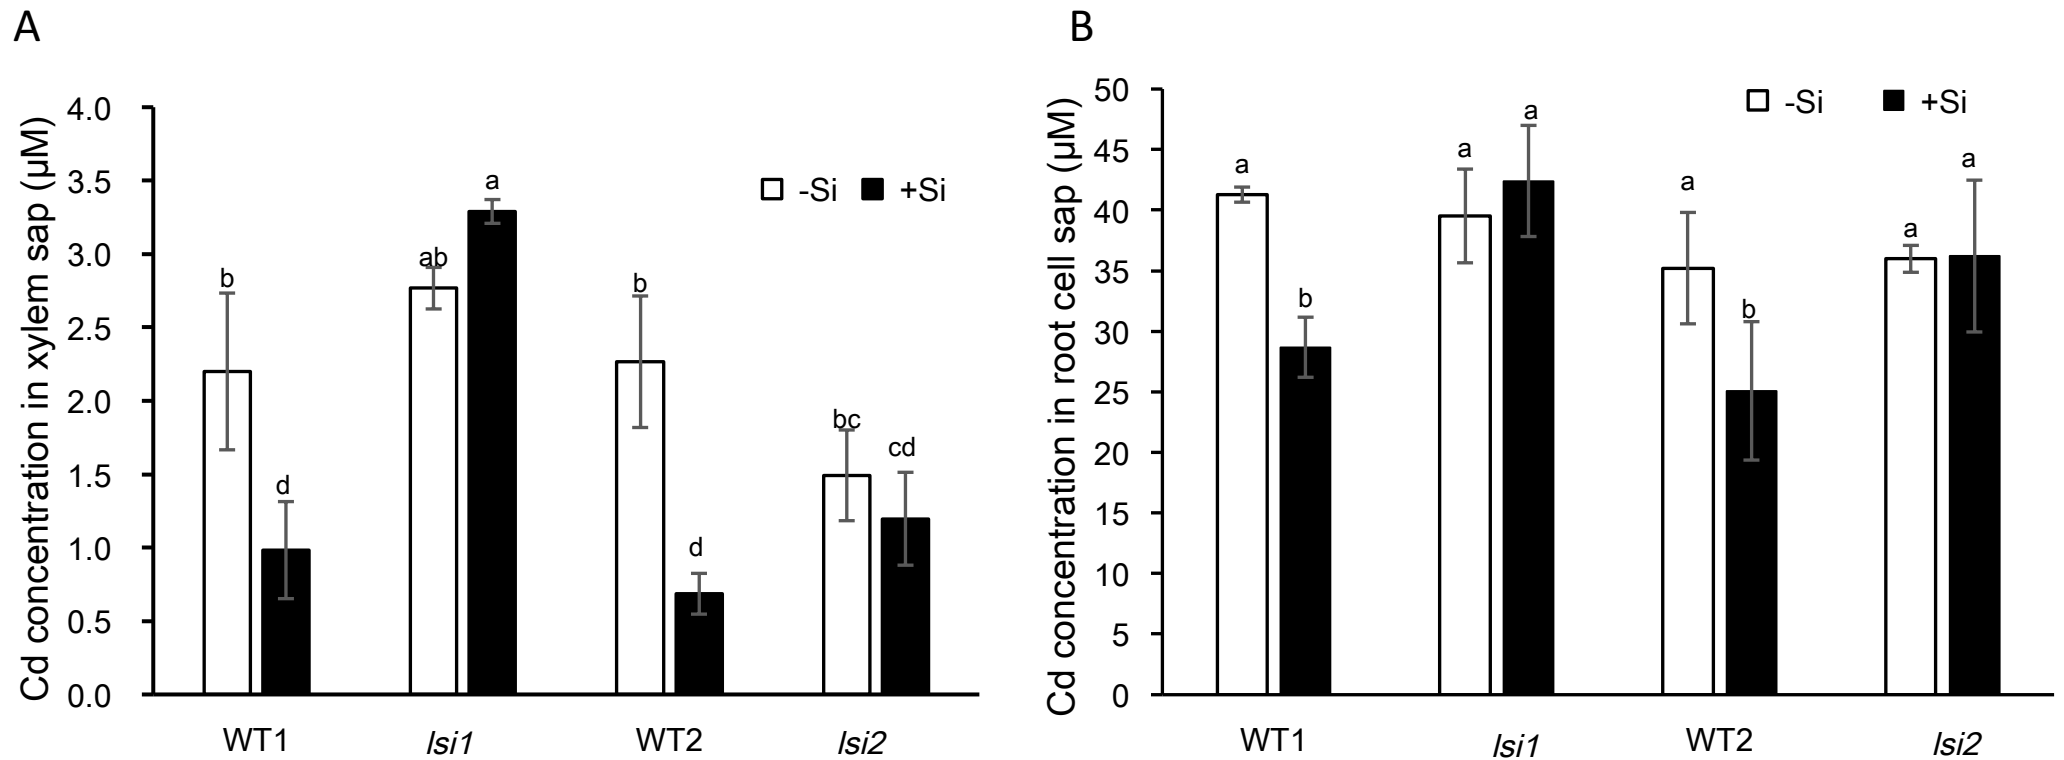 A
Cd concentration in xylem sap (µM)
4.0
3.5
3.0
2.5
2.0
1.5
1.0
0.5
0.0
-Si +Si
b
d
ab
a
b
d
bc
cd
WT1 lsi1 WT2 lsi2
B
Cd concentration in root cell sap (µM)
50
45
40
35
30
25
20
15
10
5
0
-Si +Si
a
b
a
a
a
b
a
a
WT1 lsi1 WT2 lsi2